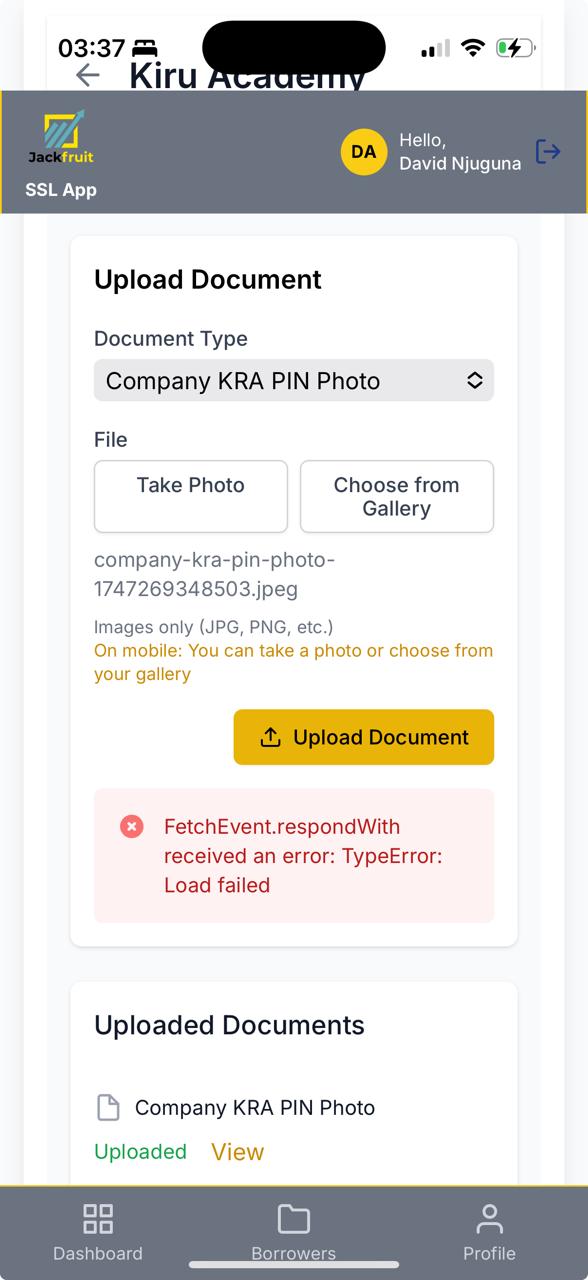 03:37
Kiru Academy
Jackfruit
SSL App
DA
Hello,
David Njuguna
Upload Document
Document Type
Company KRA PIN Photo
File
Take Photo
Choose from
Gallery
company-kra-pin-photo-
1747269348503.jpeg
Images only (JPG, PNG, etc.)
On mobile: You can take a photo or choose from
your gallery
Upload Document
FetchEvent.respondWith
received an error: TypeError:
Load failed
Uploaded Documents
Company KRA PIN Photo
Uploaded View
Dashboard
Borrowers
Profile